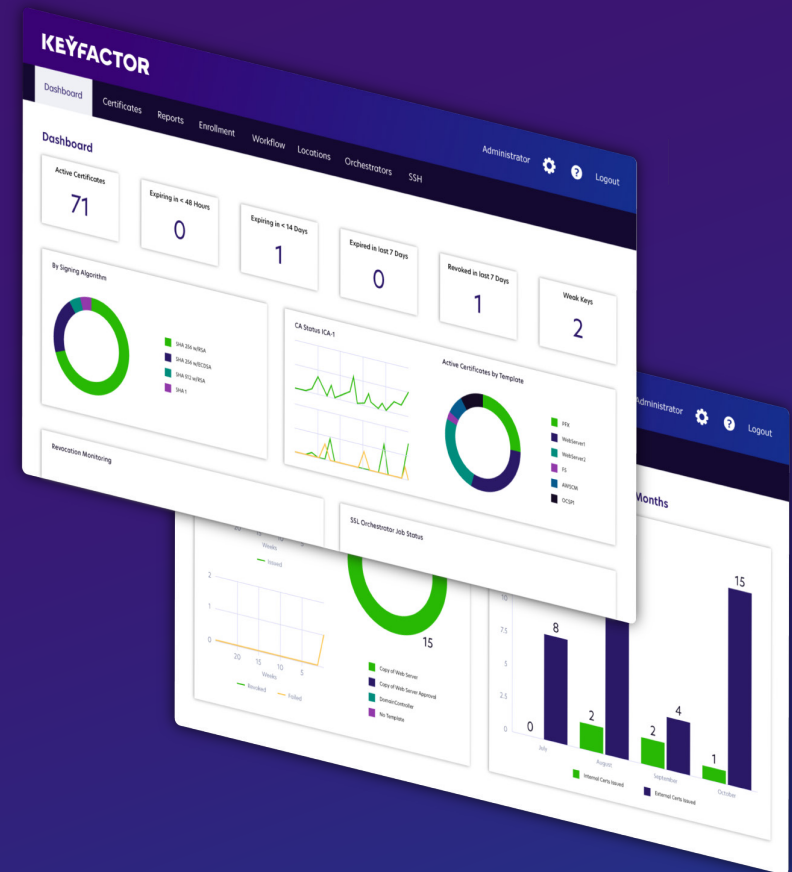 KEYFACTOR
Administrator
Logout
Dashboard
Certificates
Reports
Enrollment
Workflow
Locations
Orchestrators
SSH
Dashboard
Active Certificates
71
Expiring in < 48 Hours
0
Expiring in < 14 Days
1
Expired in last 7 Days
0
Revoked in last 7 Days
1
Weak Keys
2
By Signing Algorithm
SHA 256 w/RSA
SHA 256 w/ECDSA
SHA 512 w/RSA
SHA 1
CA Status ICA-1
Active Certificates by Template
PFX
WebServer1
WebServer2
FS
AWSCM
OCSP1
Revocation Monitoring
SSL Orchestrator Job Status
Administrator
Logout
Months
20
15
10
5
Weeks
Issued
2
1
0
20
15
10
5
Weeks
Revoked
Failed
15
Copy of Web Server
Copy of Web Server Approval
DomainController
No Template
10
7.5
5
2.5
0
0
8
2
2
4
1
15
July
August
September
October
Internal Certs Issued
External Certs Issued